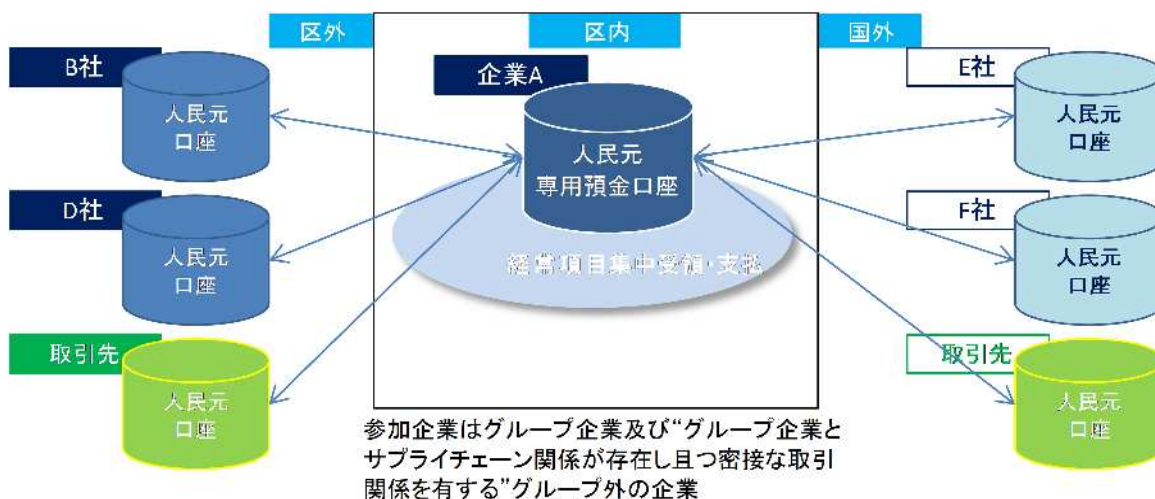 区外
区内
国外
B社
人民元
口座
企業A
人民元
専用預金口座
E社
人民元
口座
D社
人民元
口座
経常項目集中受領・支払
F社
人民元
口座
取引先
人民元
口座
取引先
人民元
口座
参加企業はグループ企業及び“グループ企業と
サプライチェーン関係が存在し且つ密接な取引
関係を有する”グループ外の企業